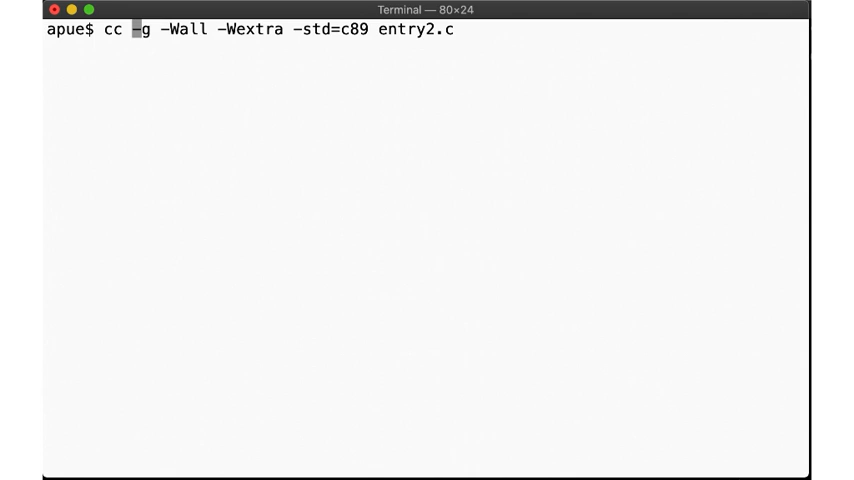 Terminal — 80×24
apue$ cc -g -Wall -Wextra -std=c89 entry2.c